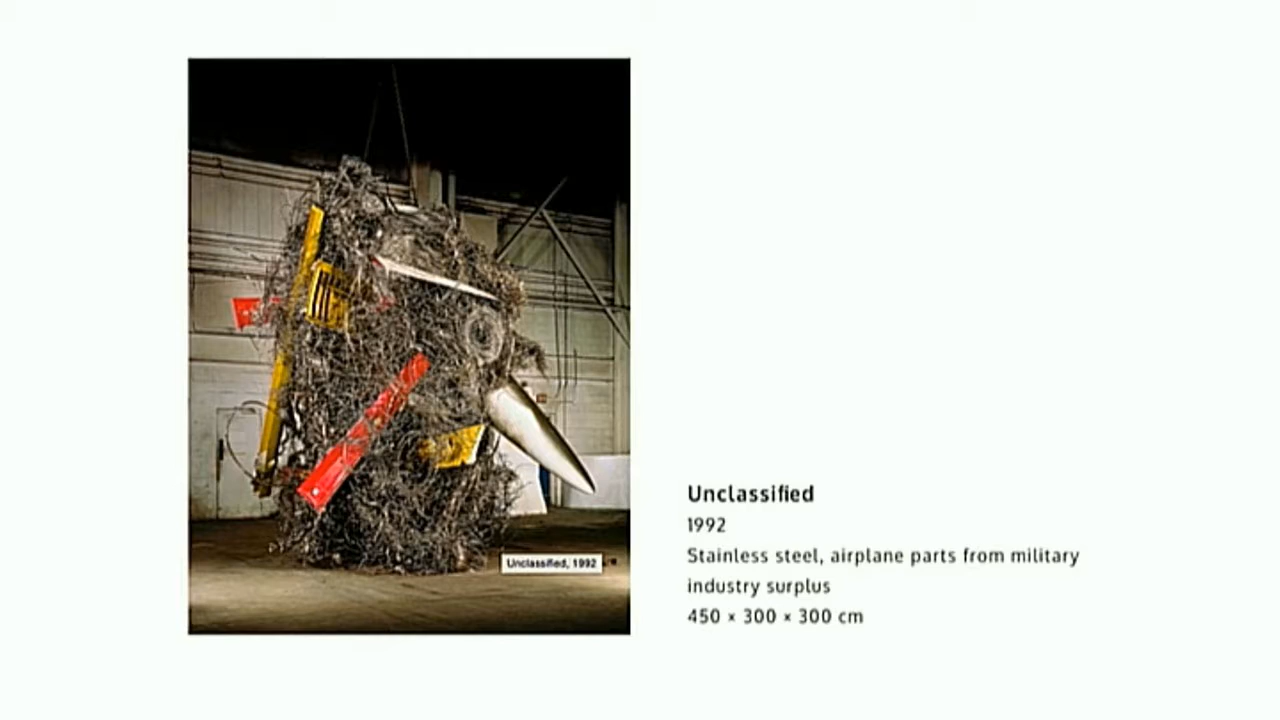 Unclassified, 1992
Unclassified
1992
Stainless steel, airplane parts from military
industry surplus
450 × 300 × 300 cm